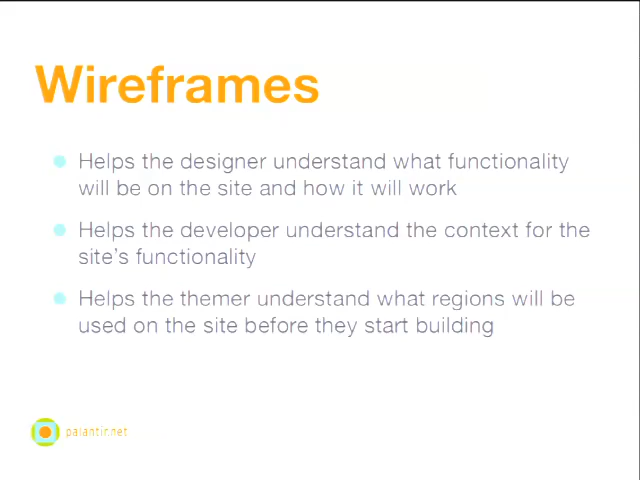 Wireframes
Helps the designer understand what functionality
will be on the site and how it will work
Helps the developer understand the context for the
site's functionality
Helps the themer understand what regions will be
used on the site before they start building
palantir.net